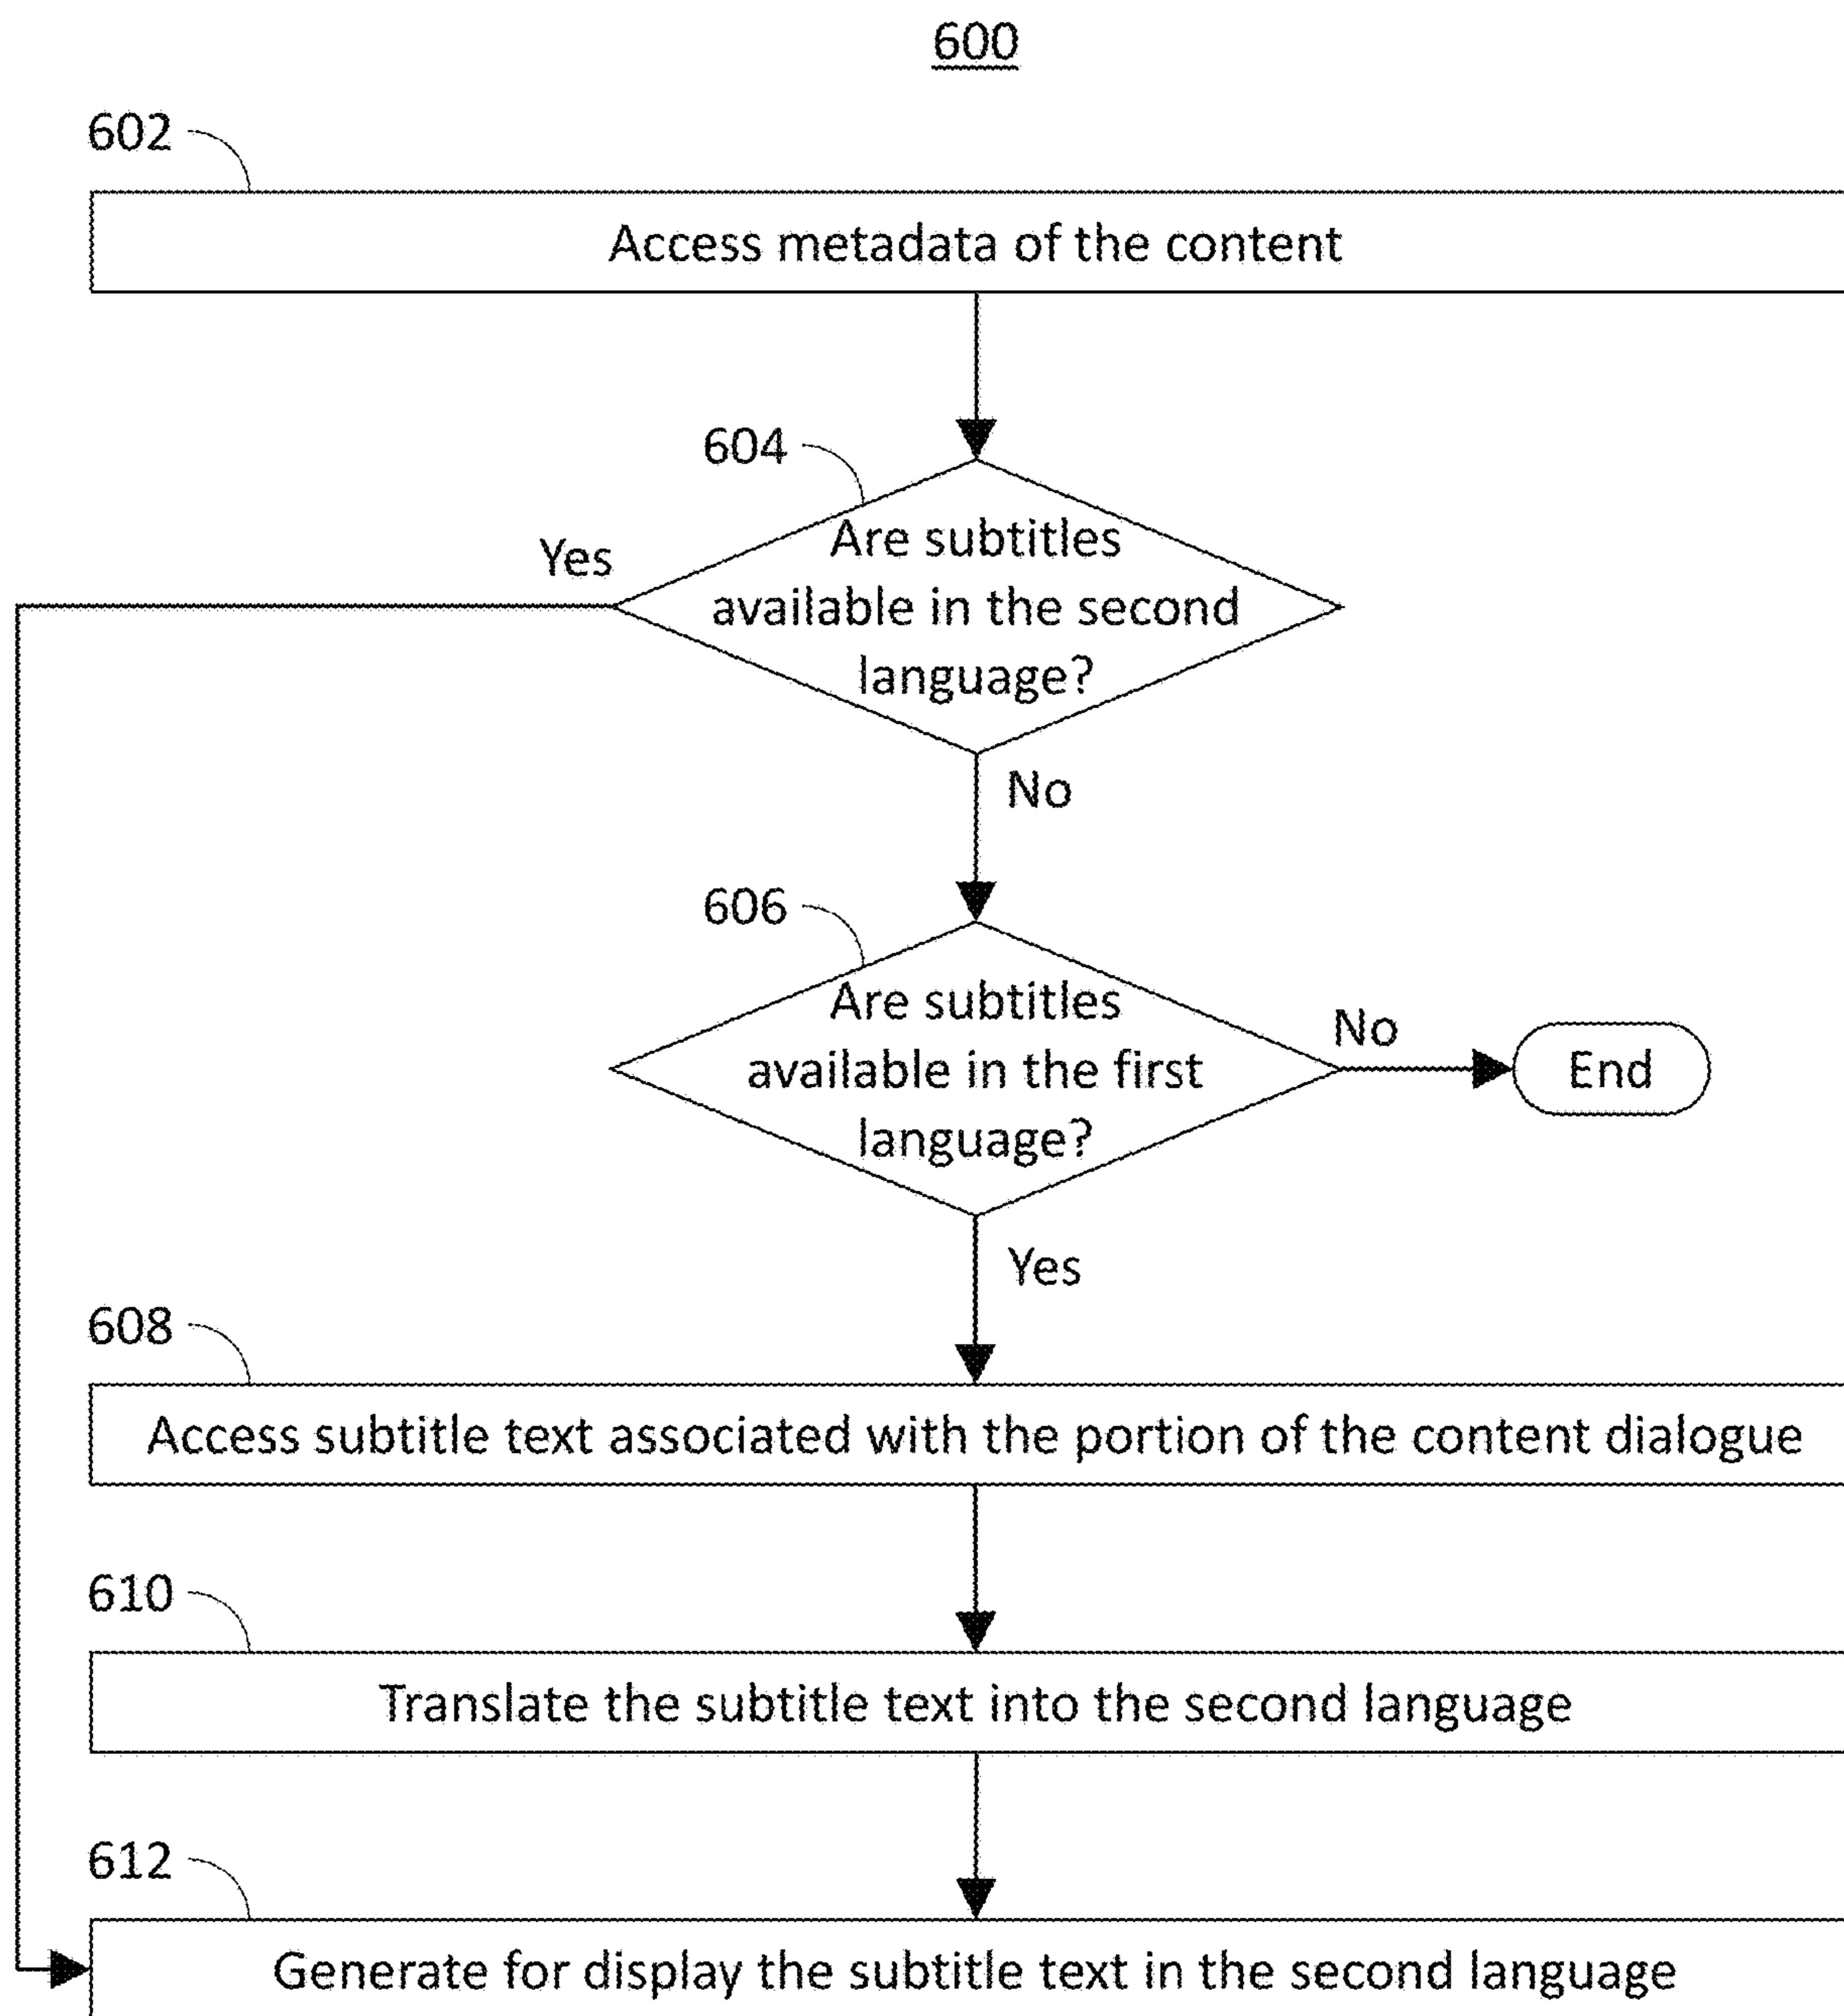 600
602
Access metadata of the content
604
Yes
Are subtitles
available in the second
language?
No
606
Are subtitles
available in the first
language?
No
End
Yes
608
Access subtitle text associated with the portion of the content dialogue
610
Translate the subtitle text into the second language
612
Generate for display the subtitle text in the second language